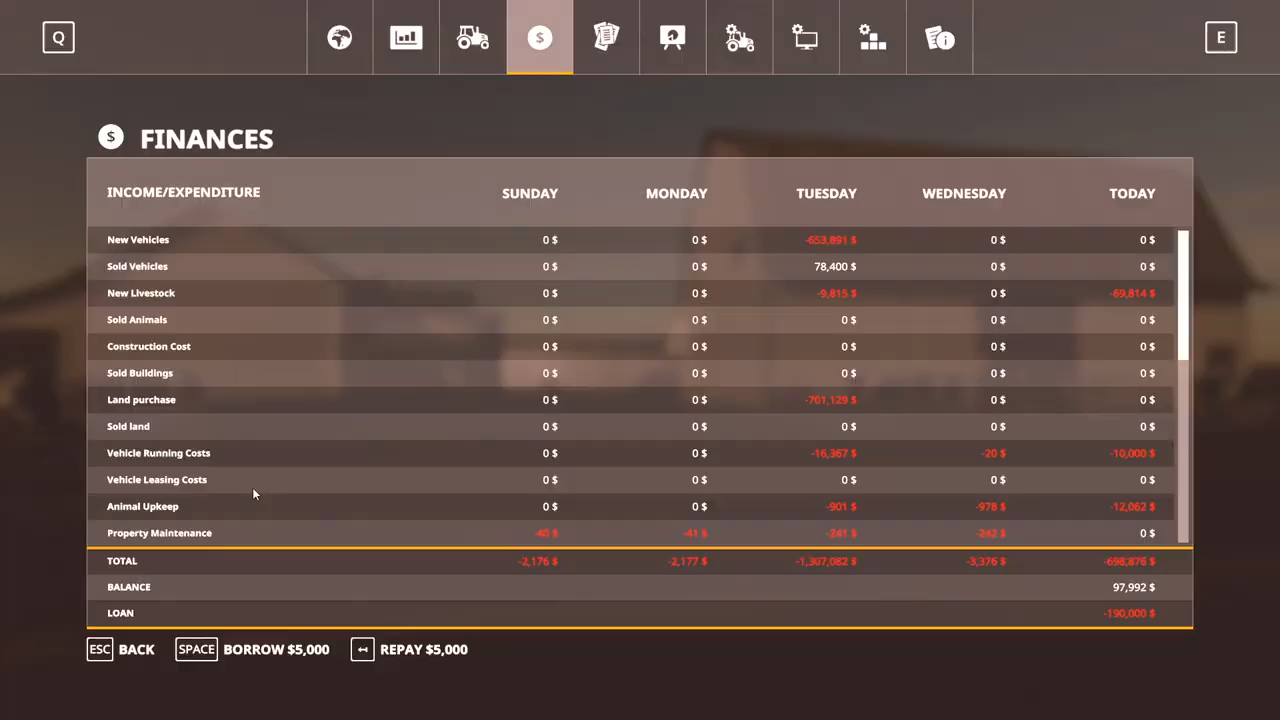 Q
$
E
$ FINANCES
INCOME/EXPENDITURE SUNDAY MONDAY TUESDAY WEDNESDAY TODAY
New Vehicles 0 $ 0 $ -653,891 $ 0 $ 0 $
Sold Vehicles 0 $ 0 $ 78,400 $ 0 $ 0 $
New Livestock 0 $ 0 $ -9,815 $ 0 $ -69,814 $
Sold Animals 0 $ 0 $ 0 $ 0 $ 0 $
Construction Cost 0 $ 0 $ 0 $ 0 $ 0 $
Sold Buildings 0 $ 0 $ 0 $ 0 $ 0 $
Land purchase 0 $ 0 $ -701,129 $ 0 $ 0 $
Sold land 0 $ 0 $ 0 $ 0 $ 0 $
Vehicle Running Costs 0 $ 0 $ -16,367 $ -20 $ -10,000 $
Vehicle Leasing Costs 0 $ 0 $ 0 $ 0 $ 0 $
Animal Upkeep 0 $ 0 $ -901 $ -978 $ -12,062 $
Property Maintenance -40 $ -41 $ -241 $ -242 $ 0 $
TOTAL -2,176 $ -2,177 $ -1,307,082 $ -3,376 $ -698,876 $
BALANCE 97,992 $
LOAN -190,000 $
ESC BACK SPACE BORROW $5,000 REPAY $5,000